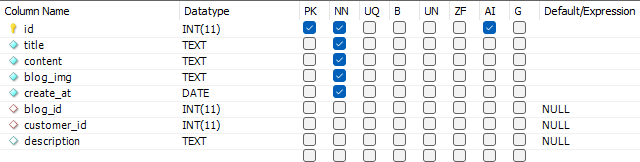 Column Name Datatype PK NN UQ B UN ZF AI G Default/Expression
id INT(11)
title TEXT
content TEXT
blog_img TEXT
create_at DATE
blog_id INT(11) NULL
customer_id INT(11) NULL
description TEXT NULL